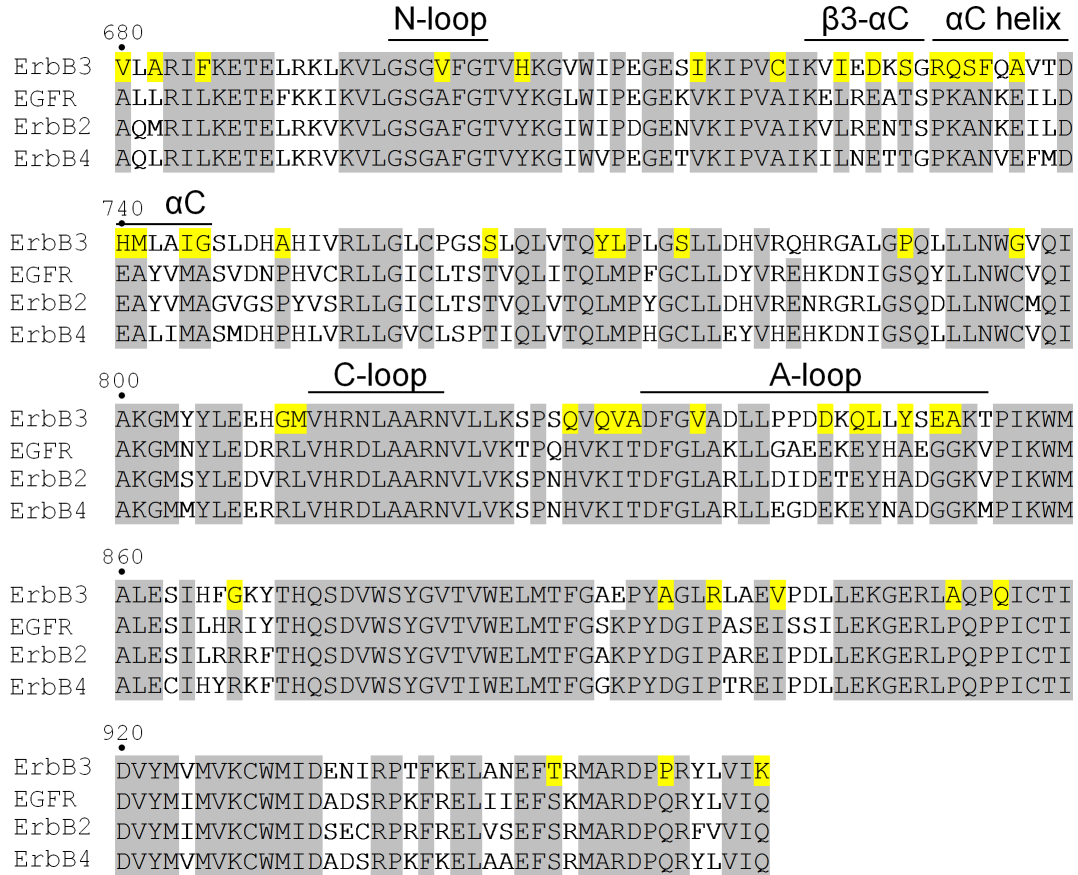 N-loop β3-αC αC helix
680
ErbB3 VLARIFKETELRKLKVLGSGVFGTVHKGVWIPEGESIKIPVCIKVIEDKSGRQSFQAVTD
EGFR ALLRILKETEFKKIKVLGSGAFGTVYKGLWIPEGEKVKIPVAIKELREATSPKANKEILD
ErbB2 AQMRILKETELRKVKVLGSGAFGTVYKGIWIPDGENVKIPVAIKVLRENTSPKANKEILD
ErbB4 AQLRILKETELKRVKVLGSGAFGTVYKGIWVPEGETVKIPVAIKILNETTGPKANVEFMD
αC
740
ErbB3 HMLAIGSLDHAHIVRLLGLCPGSSLQLVTQYLPLGSLLDHVRQHRGALGPQLLLNWGVQI
EGFR EAYVMASVDNPHVCRLLGICLTSTVQLITQLMPFGCLLDYVREHKDNIGSQYLLNWCVQI
ErbB2 EAYVMAGVGSPYVSRLLGICLTSTVQLVTQLMPYGCLLDHVRENRGRLGSQDLLNWCMQI
ErbB4 EALIMASMDHPHLVRLLGVCLSPTIQLVTQLMPHGCLLEYVHEHKDNIGSQLLLNWCVQI
C-loop A-loop
800
ErbB3 AKGMYYLEEHGMVHRNLAARNVLLKSPSQVQVADFGVADLLPPDDKQLLYSEAKTPIKWM
EGFR AKGMNYLEDRRLVHRDLAARNVLVKTPQHVKITDFGLAKLLGAEEKEYHAEGGKVPIKWM
ErbB2 AKGMSYLEDVRLVHRDLAARNVLVKSPNHVKITDFGLARLLDIDETEYHADGGKVPIKWM
ErbB4 AKGMMYLEERRLVHRDLAARNVLVKSPNHVKITDFGLARLLEGDEKEYNADGGKMPIKWM
860
ErbB3 ALESIHFGKYTHQSDVWSYGVTVWELMTFGAEPYAGLRLAEVPDLLEKGERLAQPQICTI
EGFR ALESILHRIYTHQSDVWSYGVTVWELMTFGSKPYDGIPASEISSILEKGERLPQPPICTI
ErbB2 ALESILRRRFTHQSDVWSYGVTVWELMTFGAKPYDGIPAREIPDLLEKGERLPQPPICTI
ErbB4 ALECIHYRKFTHQSDVWSYGVTIWELMTFGGKPYDGIPTREIPDLLEKGERLPQPPICTI
920
ErbB3 DVYMVMVKCWMIDENIRPTFKELANEFTRMARDPPRYLVIK
EGFR DVYMIMVKCWMIDADSRPKFRELIIEFSKMARDPQRYLVIQ
ErbB2 DVYMIMVKCWMIDSECRPRFRELVSEFSRMARDPQRFVVIQ
ErbB4 DVYMVMVKCWMIDADSRPKFKELAAEFSRMARDPQRYLVIQ